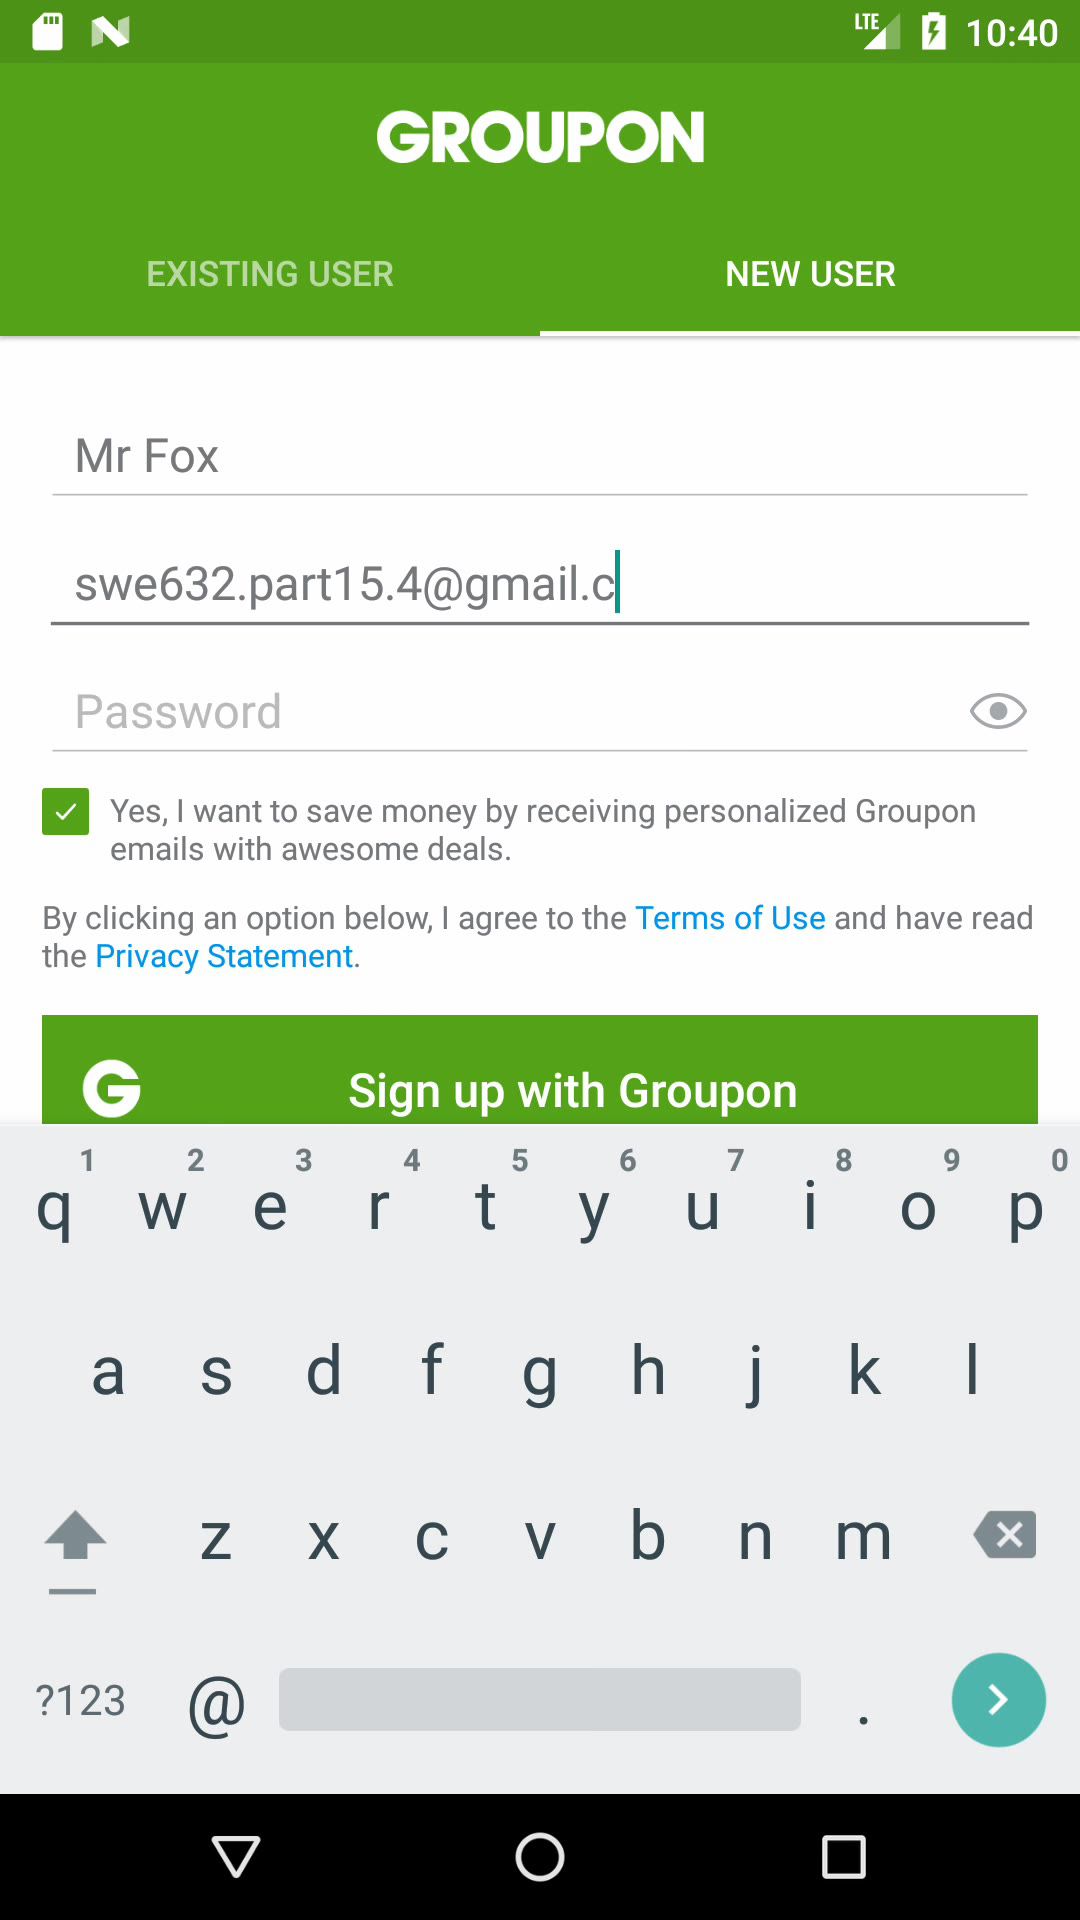 LTE 10:40
GROUPON
EXISTING USER NEW USER
Mr Fox
swe632.part15.4@gmail.c
Password
Yes, I want to save money by receiving personalized Groupon
emails with awesome deals.
By clicking an option below, I agree to the Terms of Use and have read
the Privacy Statement.
G Sign up with Groupon
1 2 3 4 5 6 7 8 9 0
q w e r t y u i o p
a s d f g h j k l
z x c v b n m
?123 @ .